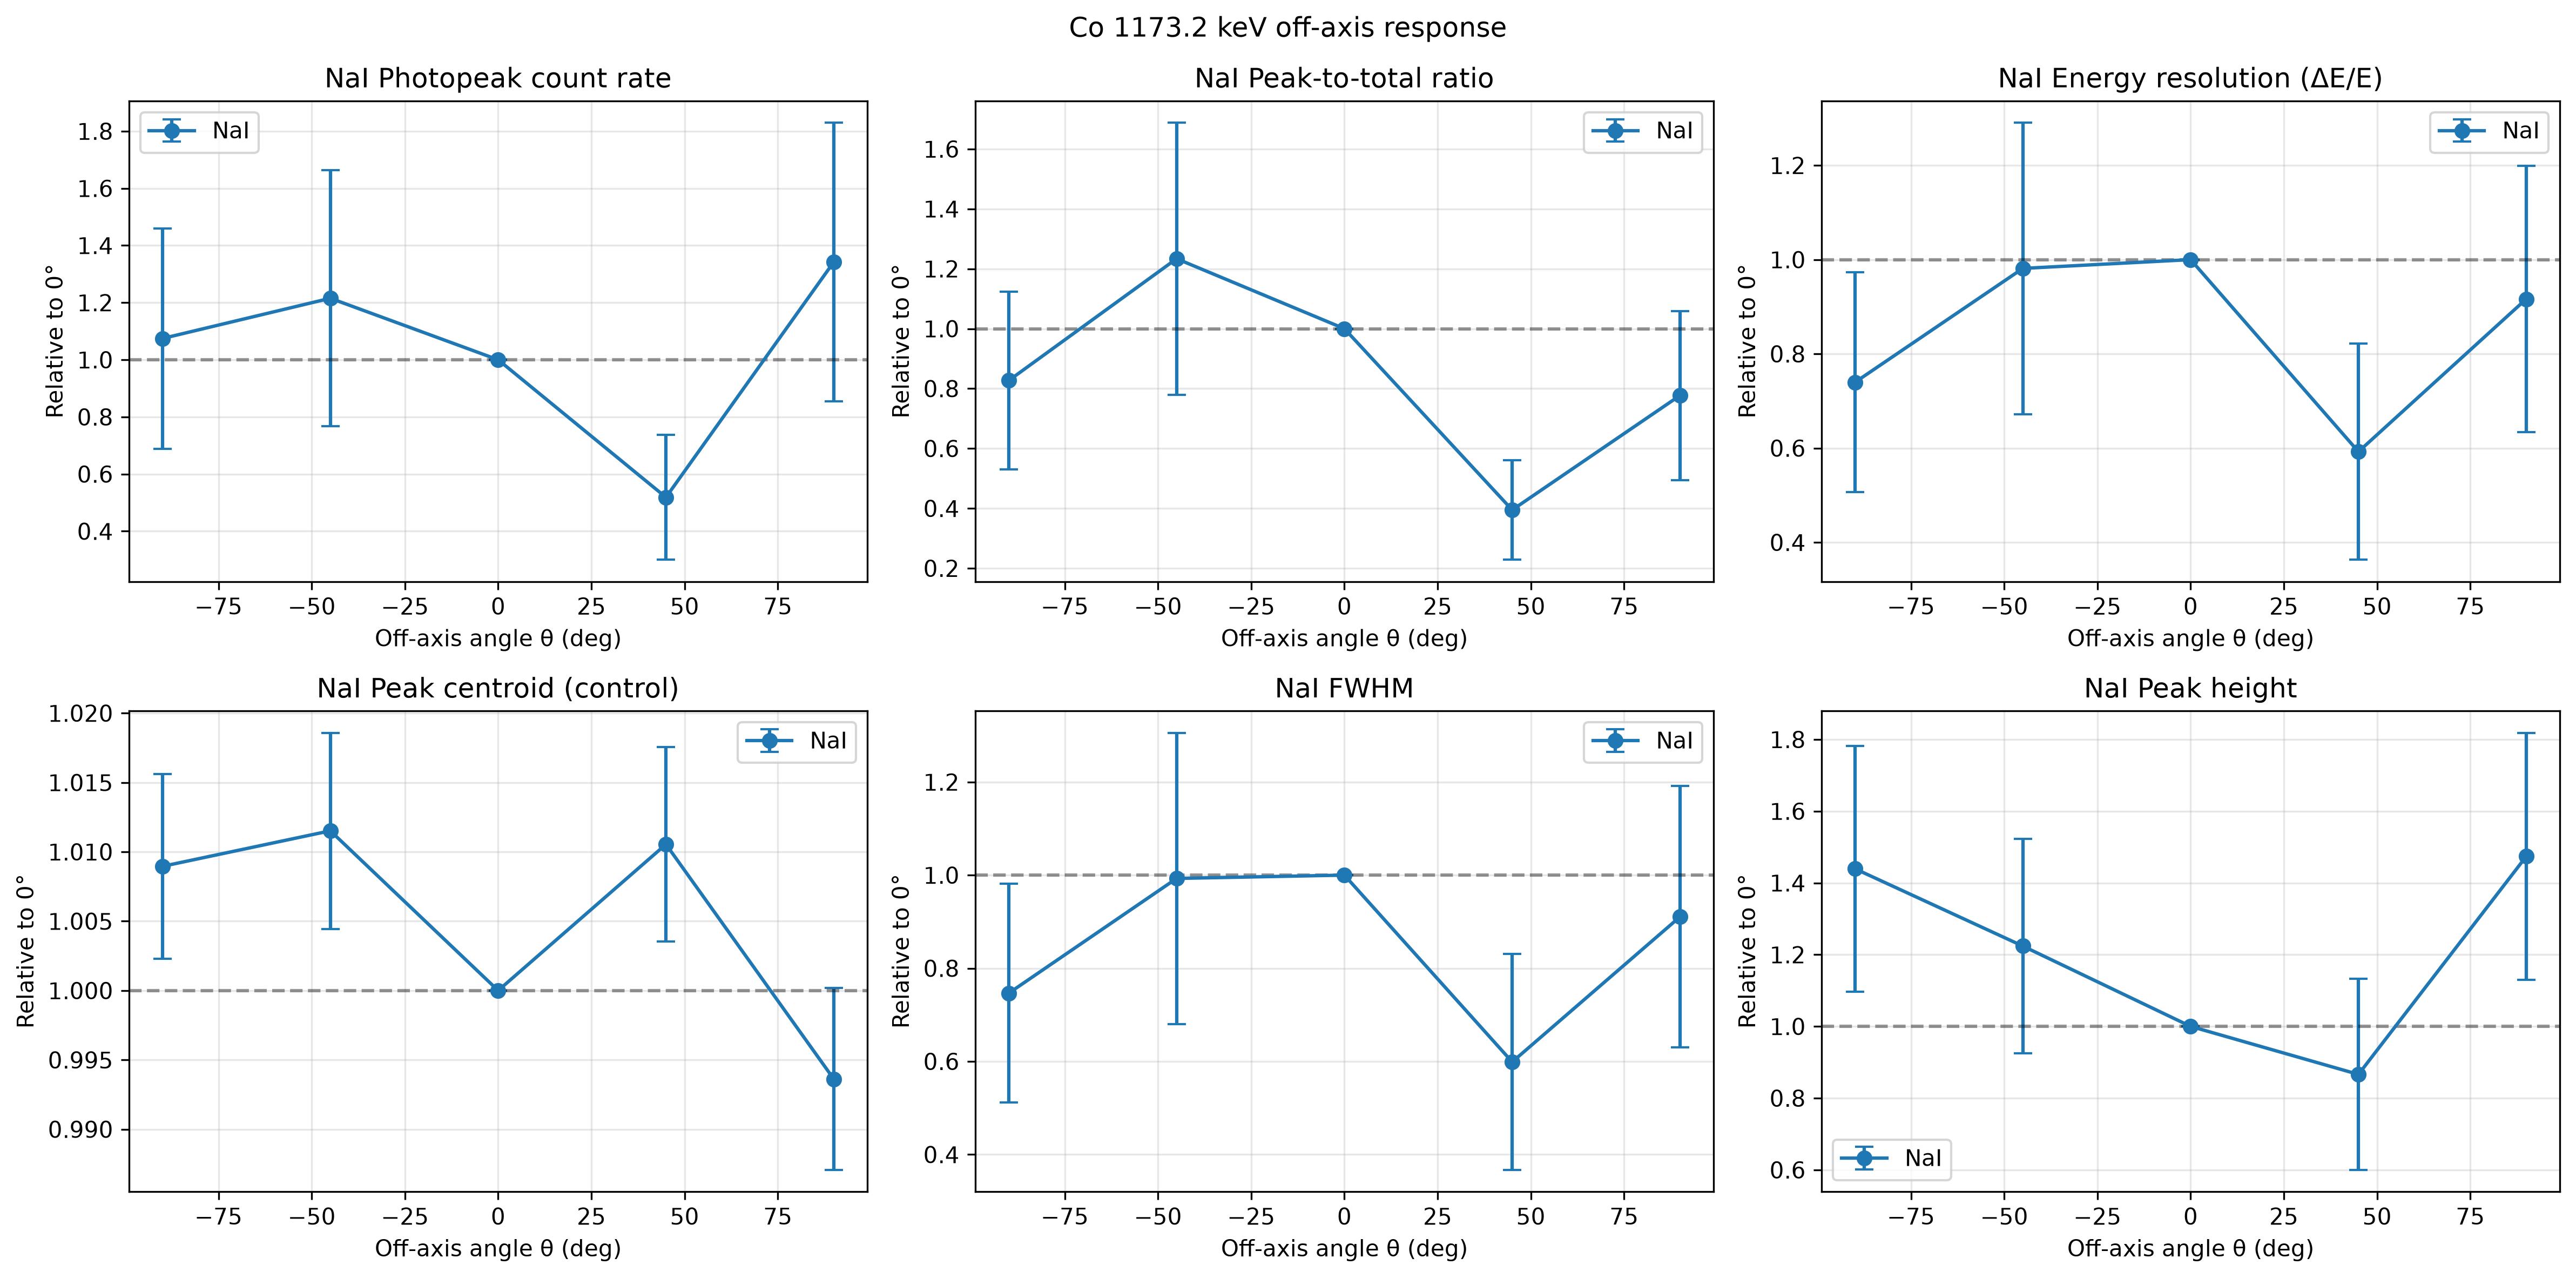 Co 1173.2 keV off-axis response
NaI Photopeak count rate
NaI
Relative to 0°
1.8
1.6
1.4
1.2
1.0
0.8
0.6
0.4
−75 −50 −25 0 25 50 75
Off-axis angle θ (deg)
NaI Peak-to-total ratio
NaI
Relative to 0°
1.6
1.4
1.2
1.0
0.8
0.6
0.4
0.2
−75 −50 −25 0 25 50 75
Off-axis angle θ (deg)
NaI Energy resolution (ΔE/E)
NaI
Relative to 0°
1.2
1.0
0.8
0.6
0.4
−75 −50 −25 0 25 50 75
Off-axis angle θ (deg)
NaI Peak centroid (control)
NaI
Relative to 0°
1.020
1.015
1.010
1.005
1.000
0.995
0.990
−75 −50 −25 0 25 50 75
Off-axis angle θ (deg)
NaI FWHM
NaI
Relative to 0°
1.2
1.0
0.8
0.6
0.4
−75 −50 −25 0 25 50 75
Off-axis angle θ (deg)
NaI Peak height
NaI
Relative to 0°
1.8
1.6
1.4
1.2
1.0
0.8
0.6
−75 −50 −25 0 25 50 75
Off-axis angle θ (deg)